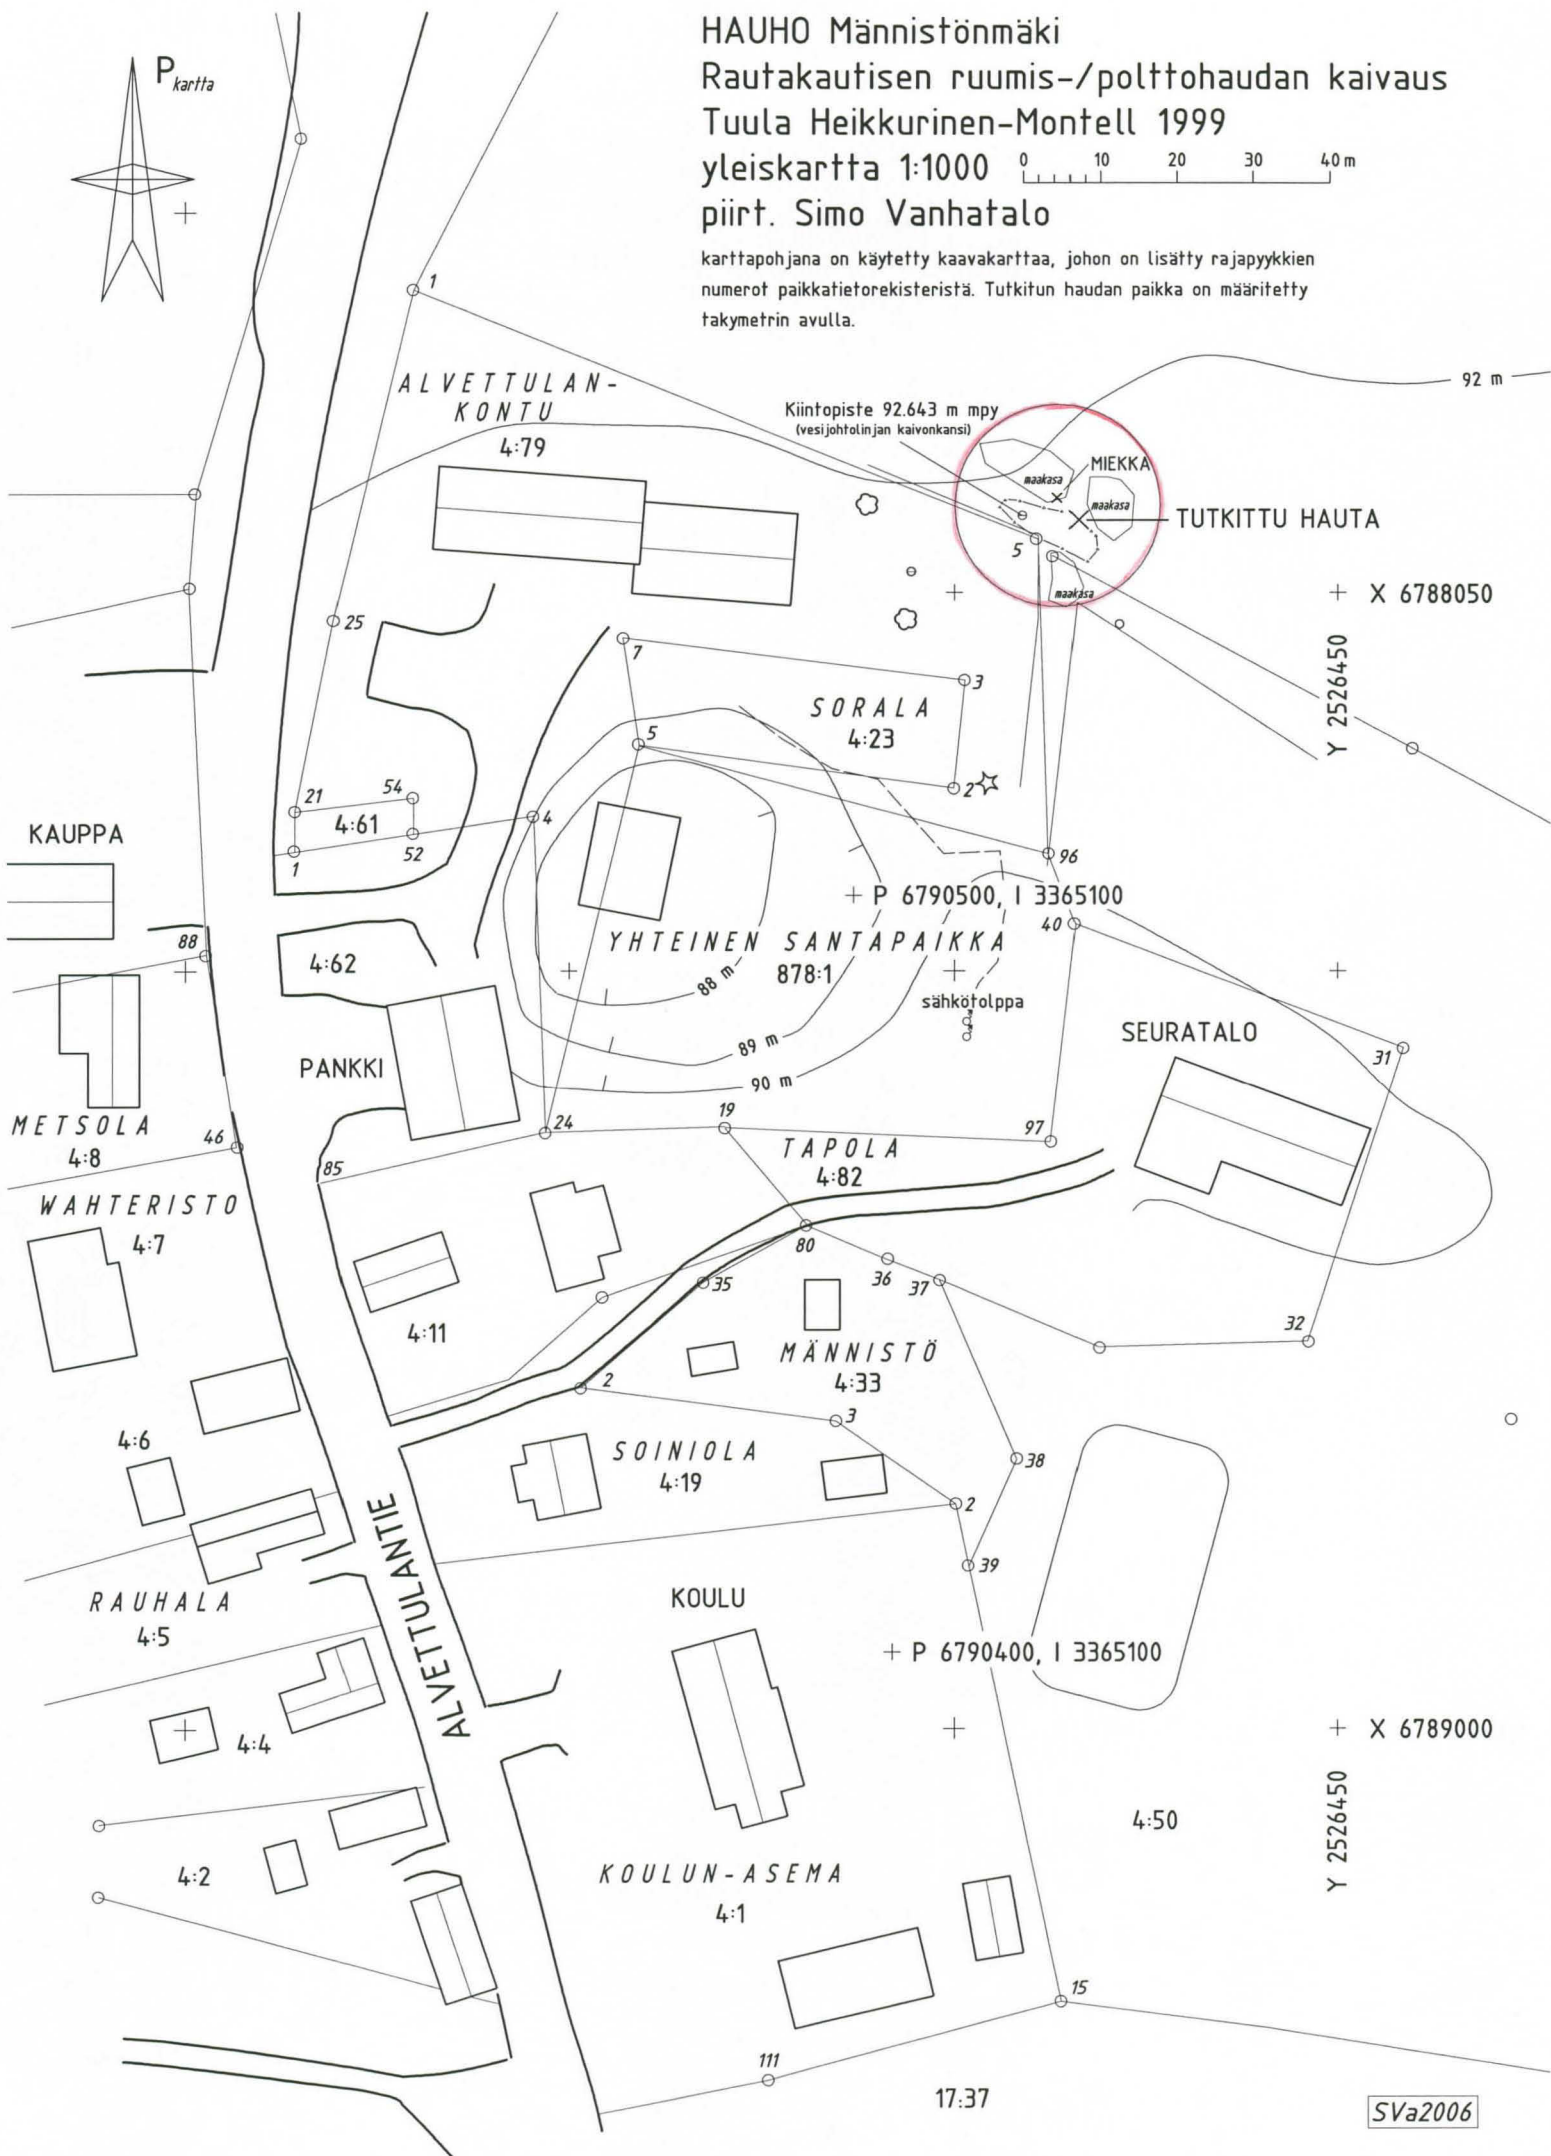 HAUHO Männistönmäki
Rautakautisen ruumis-/polttohaudan kaivaus
Tuula Heikkurinen-Montell 1999
yleiskartta 1:1000
0 10 20 30 40 m
piirt. Simo Vanhatalo
karttapohjana on käytetty kaavakarttaa, johon on lisätty rajapyykkien
numerot paikkatietorekisteristä. Tutkitun haudan paikka on määritetty
takymetrin avulla.
P kartta
1
ALVETTULAN-
KONTU
4:79
92 m
Kiintopiste 92.643 m mpy
(vesijohtolinjan kaivonkansi)
MIEKKA
maakasa
maakasa
TUTKITTU HAUTA
5
maakasa
X 6788050
Y 2526450
25
7
3
SORALA
4:23
5
2
21
54
4:61
4
52
1
KAUPPA
96
P 6790500, I 3365100
40
88
4:62
YHTEINEN SANTAPAIKKA
878:1
88 m
sähkötolppa
89 m
90 m
SEURATALO
31
PANKKI
METSOLA
4:8
46
24
19
97
TAPOLA
4:82
85
WAHTERISTO
4:7
80
36
37
35
32
4:11
MÄNNISTÖ
4:33
2
3
4:6
SOINIOLA
4:19
38
2
39
ALVETTULANTIE
RAUHALA
4:5
KOULU
P 6790400, I 3365100
4:4
X 6789000
Y 2526450
4:50
4:2
KOULUN-ASEMA
4:1
15
111
17:37
SVa2006